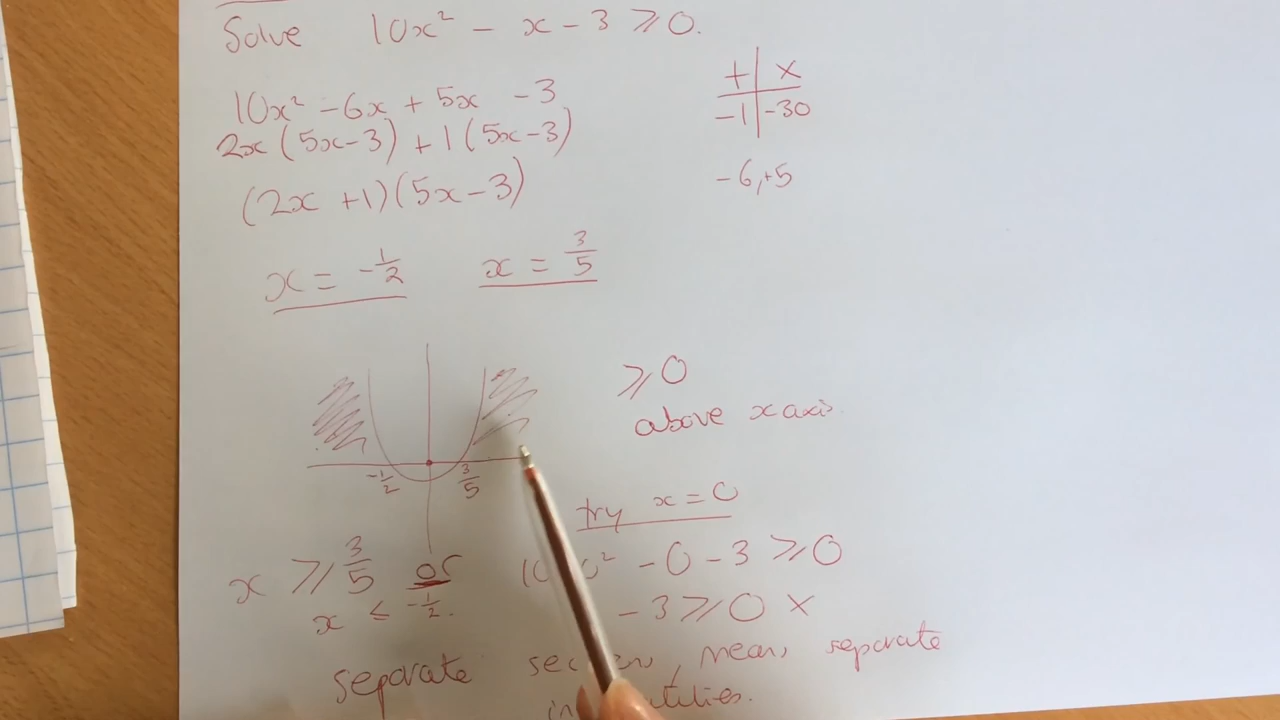 Solve 10x² - x - 3 ⩾ 0.
+ | x
-1 | -30
-6,+5
10x² - 6x + 5x - 3
2x(5x-3) + 1(5x-3)
(2x +1)(5x-3)
x = -1/2 x = 3/5
⩾ 0
above x axis.
-1/2 3/5
try x = 0
- 0 - 3 ⩾ 0
- 3 ⩾ 0 ×
x ⩾ 3/5 or
x ≤ -1/2.
separate means separate